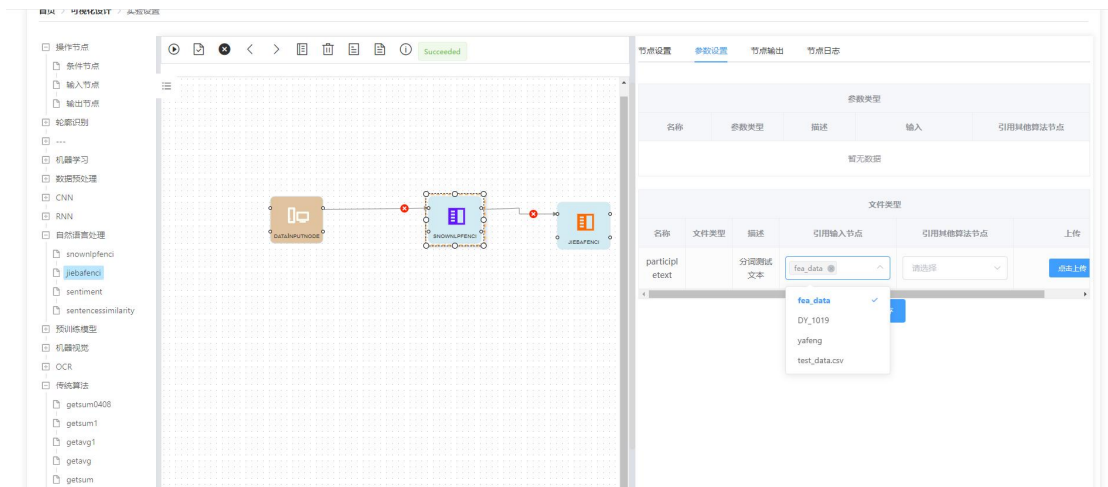 首页 / 可视化设计 / 实验设置
操作节点
条件节点
输入节点
输出节点
轮廓识别
---
机器学习
数据预处理
CNN
RNN
自然语言处理
snownlpfenci
jiebafenci
sentiment
sentencessimilarity
预训练模型
机器视觉
OCR
传统算法
getsum0408
getsum1
getavg1
getavg
getsum
Succeeded
DATAINPUTNODE
SNOWNLPFENCI
JIEBAFENCI
节点设置 参数设置 节点输出 节点日志
参数类型
名称 参数类型 描述 输入 引用其他算法节点
暂无数据
文件类型
名称 文件类型 描述 引用输入节点 引用其他算法节点 上传
participl
etext
分词测试
文本
fea_data
请选择
点击上传
fea_data
DY_1019
yafeng
test_data.csv